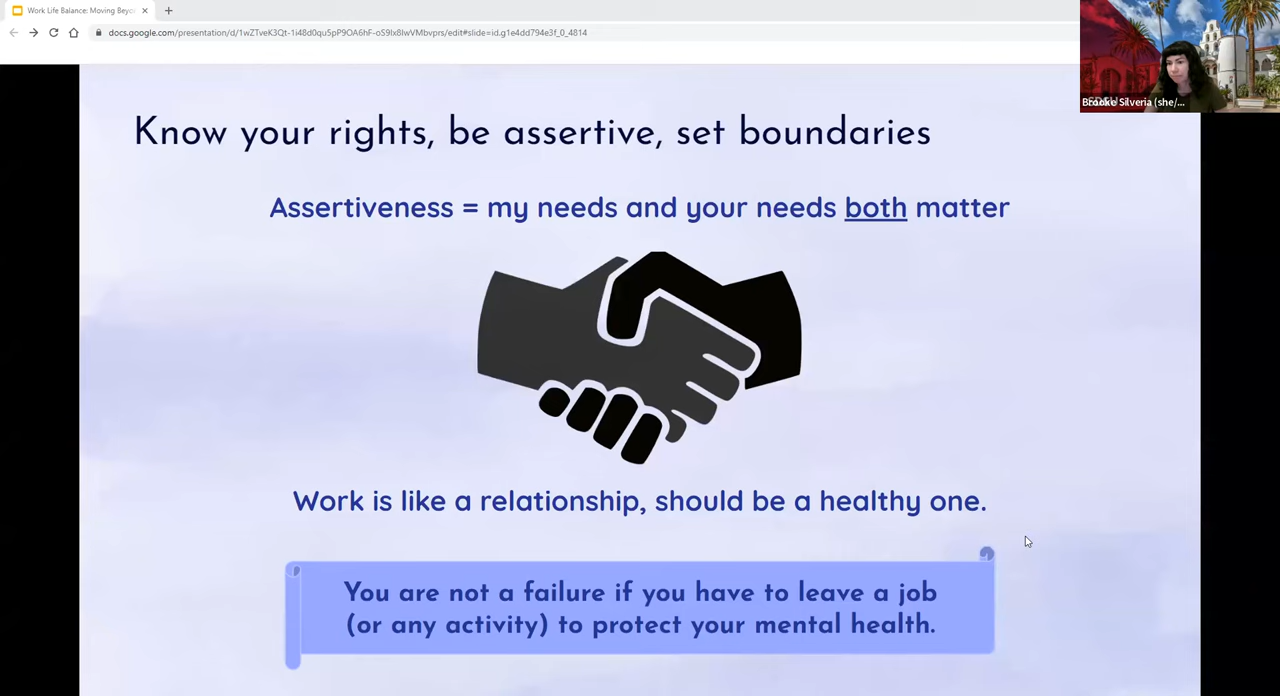 Work Life Balance: Moving Beyo
docs.google.com/presentation/d/1wZTveK3Qt-1i48d0qu5pP9OA6hF-oS9Ix8IwVMbvprs/edit#slide=id.g1e4dd794e3f_0_4814
Brooke Silveria (she/...
Know your rights, be assertive, set boundaries
Assertiveness = my needs and your needs both matter
Work is like a relationship, should be a healthy one.
You are not a failure if you have to leave a job
(or any activity) to protect your mental health.